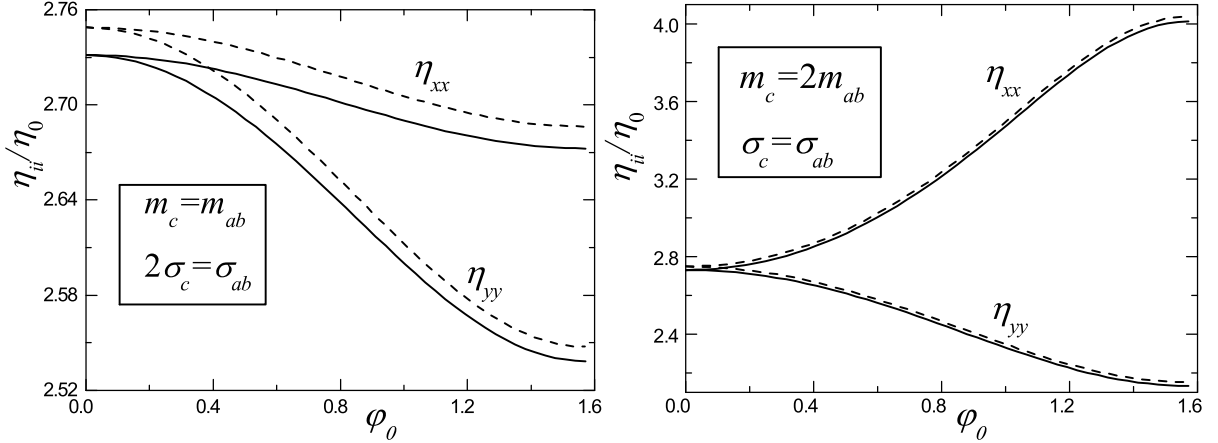 2.76
2.70
2.64
2.58
2.52
η_ii/η_0
η_xx
η_yy
m_c=m_ab
2σ_c=σ_ab
0.0 0.4 0.8 1.2 1.6
φ_0
4.0
3.6
3.2
2.8
2.4
η_ii/η_0
m_c=2m_ab
σ_c=σ_ab
η_xx
η_yy
0.0 0.4 0.8 1.2 1.6
φ_0